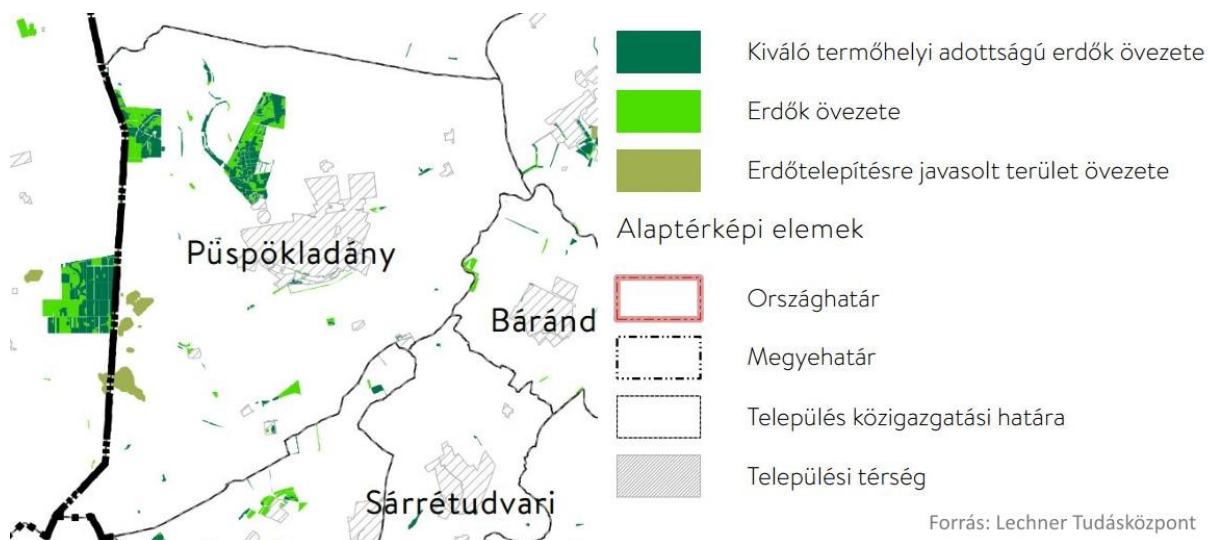 Püspökladány
Báránd
Sárrétudvari
Kiváló termőhelyi adottságú erdők övezete
Erdők övezete
Erdőtelepítésre javasolt terület övezete
Alaptérképi elemek
Országhatár
Megyehatár
Település közigazgatási határa
Települési térség
Forrás: Lechner Tudásközpont